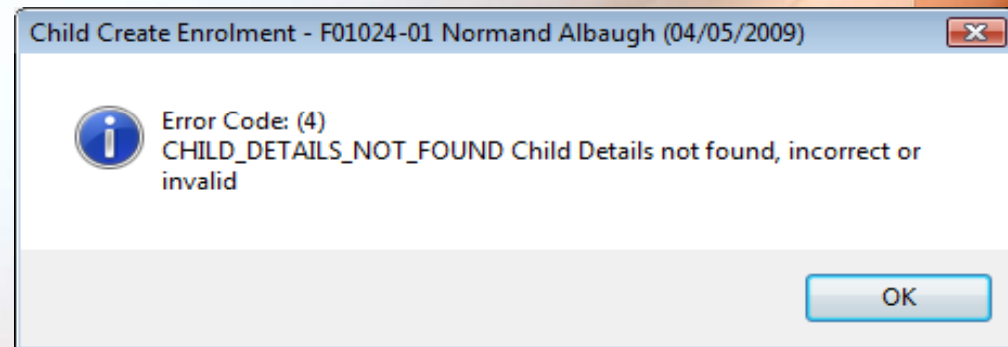 Child Create Enrolment - F01024-01 Normand Albaugh (04/05/2009)
Error Code: (4)
CHILD_DETAILS_NOT_FOUND Child Details not found, incorrect or
invalid
OK